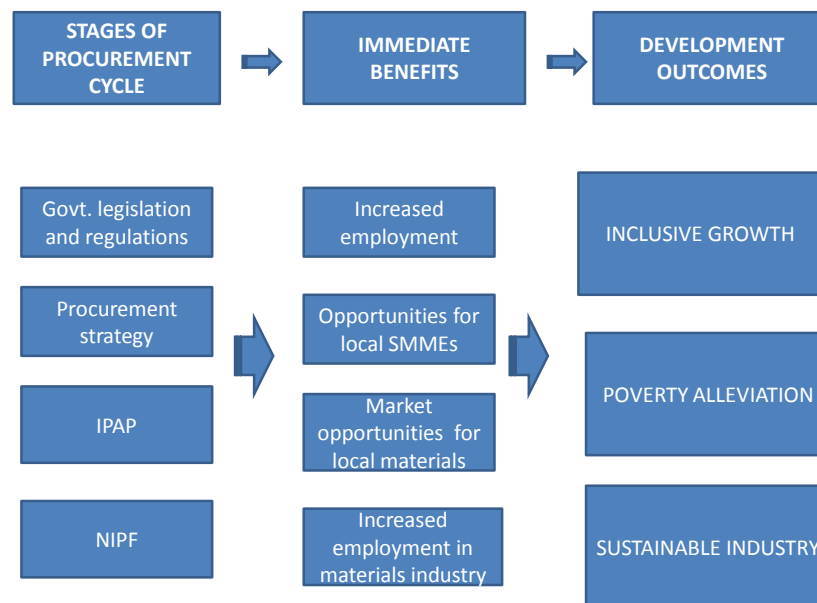 STAGES OF
PROCUREMENT
CYCLE
IMMEDIATE
BENEFITS
DEVELOPMENT
OUTCOMES
Govt. legislation
and regulations
Procurement
strategy
IPAP
NIPF
Increased
employment
Opportunities for
local SMMEs
Market
opportunities for
local materials
Increased
employment in
materials industry
INCLUSIVE GROWTH
POVERTY ALLEVIATION
SUSTAINABLE INDUSTRY